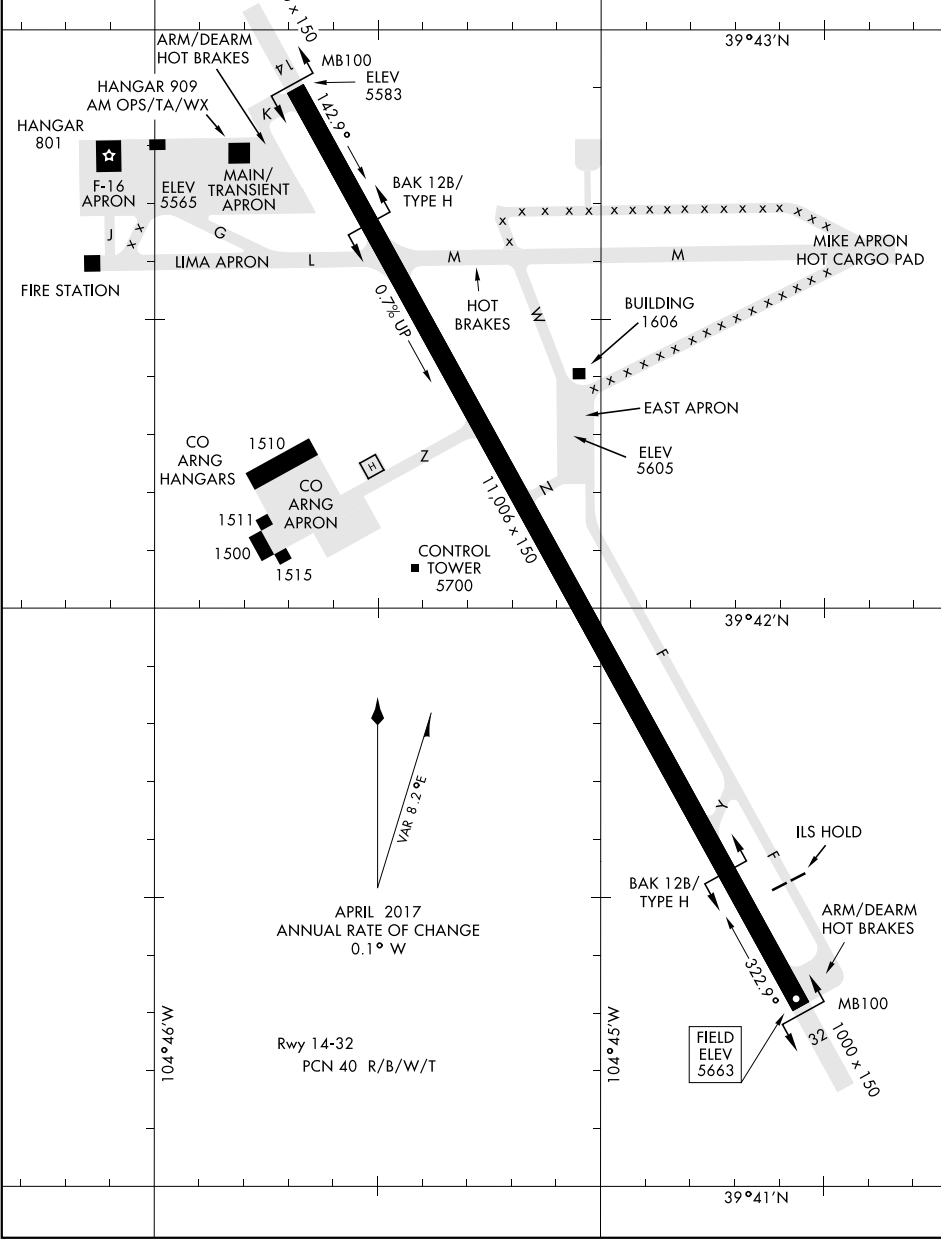 0 x 150
39°43'N
ARM/DEARM
HOT BRAKES
14
MB100
ELEV
5583
HANGAR 909
AM OPS/TA/WX
K
142.9°
HANGAR
801
F-16
APRON
ELEV
5565
MAIN/
TRANSIENT
APRON
BAK 12B/
TYPE H
J
G
LIMA APRON
L
M
M
MIKE APRON
HOT CARGO PAD
FIRE STATION
0.7% UP
HOT
BRAKES
W
BUILDING
1606
EAST APRON
ELEV
5605
CO
ARNG
HANGARS
1510
H
Z
N
CO
ARNG
APRON
11,006 x 150
1511
1500
1515
CONTROL
TOWER
5700
39°42'N
F
VAR 8.2°E
Y
F
ILS HOLD
BAK 12B/
TYPE H
ARM/DEARM
HOT BRAKES
APRIL 2017
ANNUAL RATE OF CHANGE
0.1° W
322.9°
MB100
32
1000 x 150
104°46'W
104°45'W
Rwy 14-32
PCN 40 R/B/W/T
FIELD
ELEV
5663
39°41'N